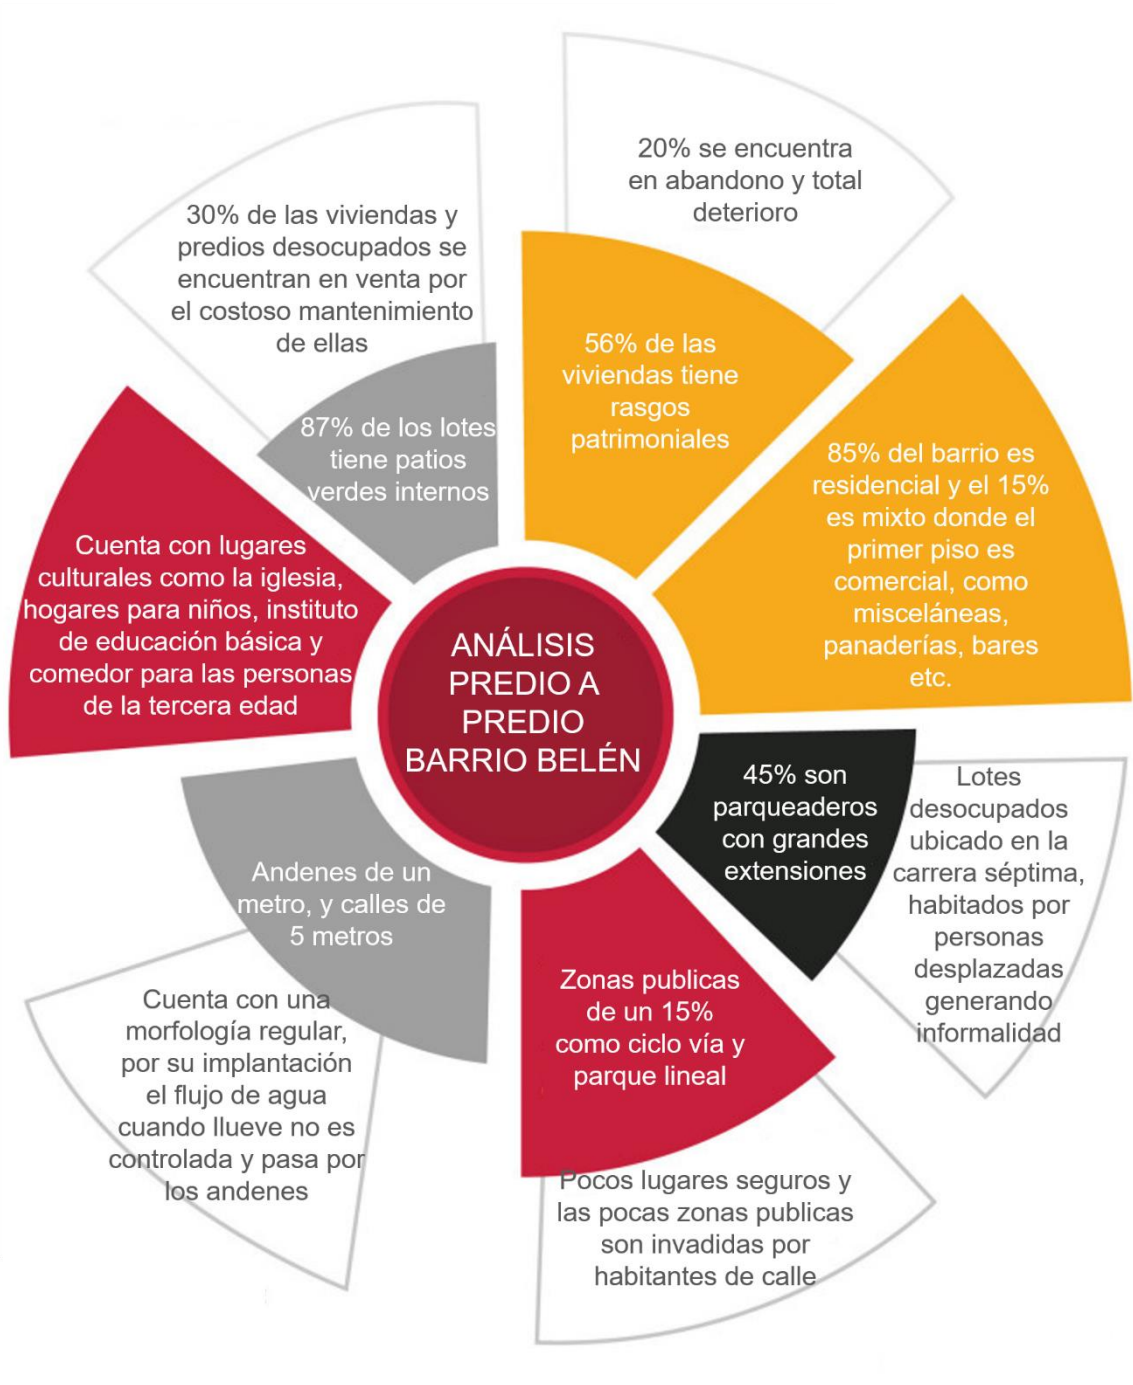 ANÁLISIS
PREDIO A
PREDIO
BARRIO BELÉN
20% se encuentra
en abandono y total
deterioro
56% de las
viviendas tiene
rasgos
patrimoniales
85% del barrio es
residencial y el 15%
es mixto donde el
primer piso es
comercial, como
misceláneas,
panaderías, bares
etc.
45% son
parqueaderos
con grandes
extensiones
Lotes
desocupados
ubicado en la
carrera séptima,
habitados por
personas
desplazadas
generando
informalidad
Zonas publicas
de un 15%
como ciclo vía y
parque lineal
Pocos lugares seguros y
las pocas zonas publicas
son invadidas por
habitantes de calle
Andenes de un
metro, y calles de
5 metros
Cuenta con una
morfología regular,
por su implantación
el flujo de agua
cuando llueve no es
controlada y pasa por
los andenes
Cuenta con lugares
culturales como la iglesia,
hogares para niños, instituto
de educación básica y
comedor para las personas
de la tercera edad
87% de los lotes
tiene patios
verdes internos
30% de las viviendas y
predios desocupados se
encuentran en venta por
el costoso mantenimiento
de ellas